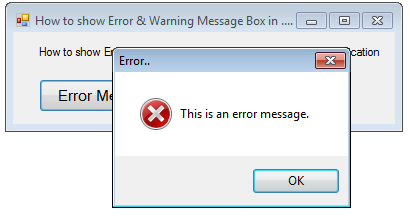 How to show Error & Warning Message Box in ....
How to show E
cation
Error Me
Error..
This is an error message.
OK